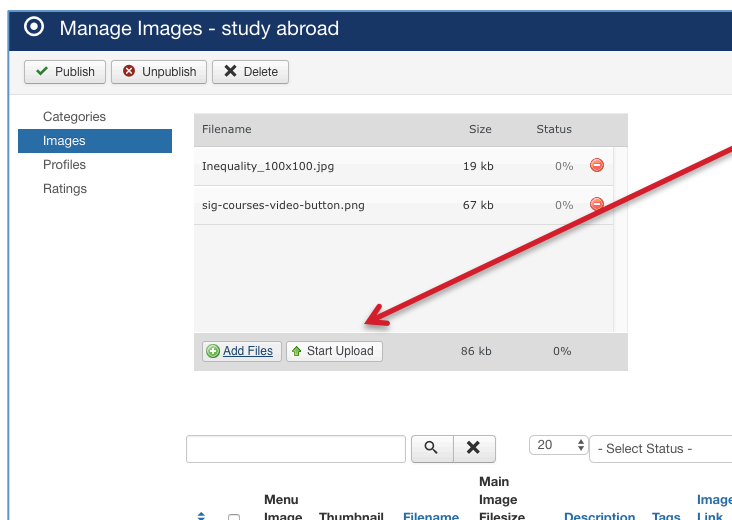 Manage Images - study abroad
Publish Unpublish Delete
Categories
Images
Profiles
Ratings
Filename Size Status
Inequality_100x100.jpg 19 kb 0%
sig-courses-video-button.png 67 kb 0%
Add Files Start Upload 86 kb 0%
20 - Select Status -
Main
Menu Image Image
Image Thumbnail Filename Filesize Description Tags Link